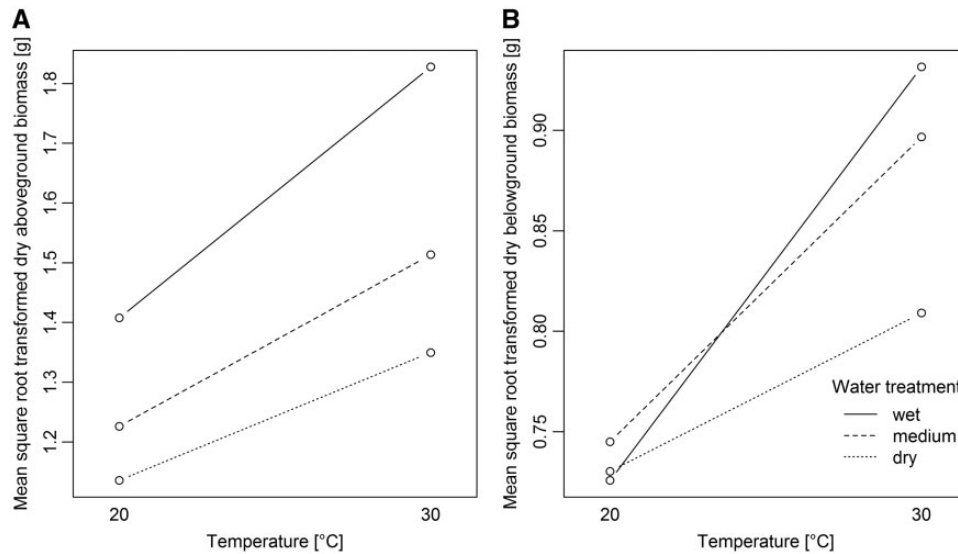 A
Mean square root transformed dry aboveground biomass [g]
1.8
1.7
1.6
1.5
1.4
1.3
1.2
20
30
Temperature [°C]
B
Mean square root transformed dry belowground biomass [g]
0.90
0.85
0.80
0.75
20
30
Temperature [°C]
Water treatment
wet
medium
dry